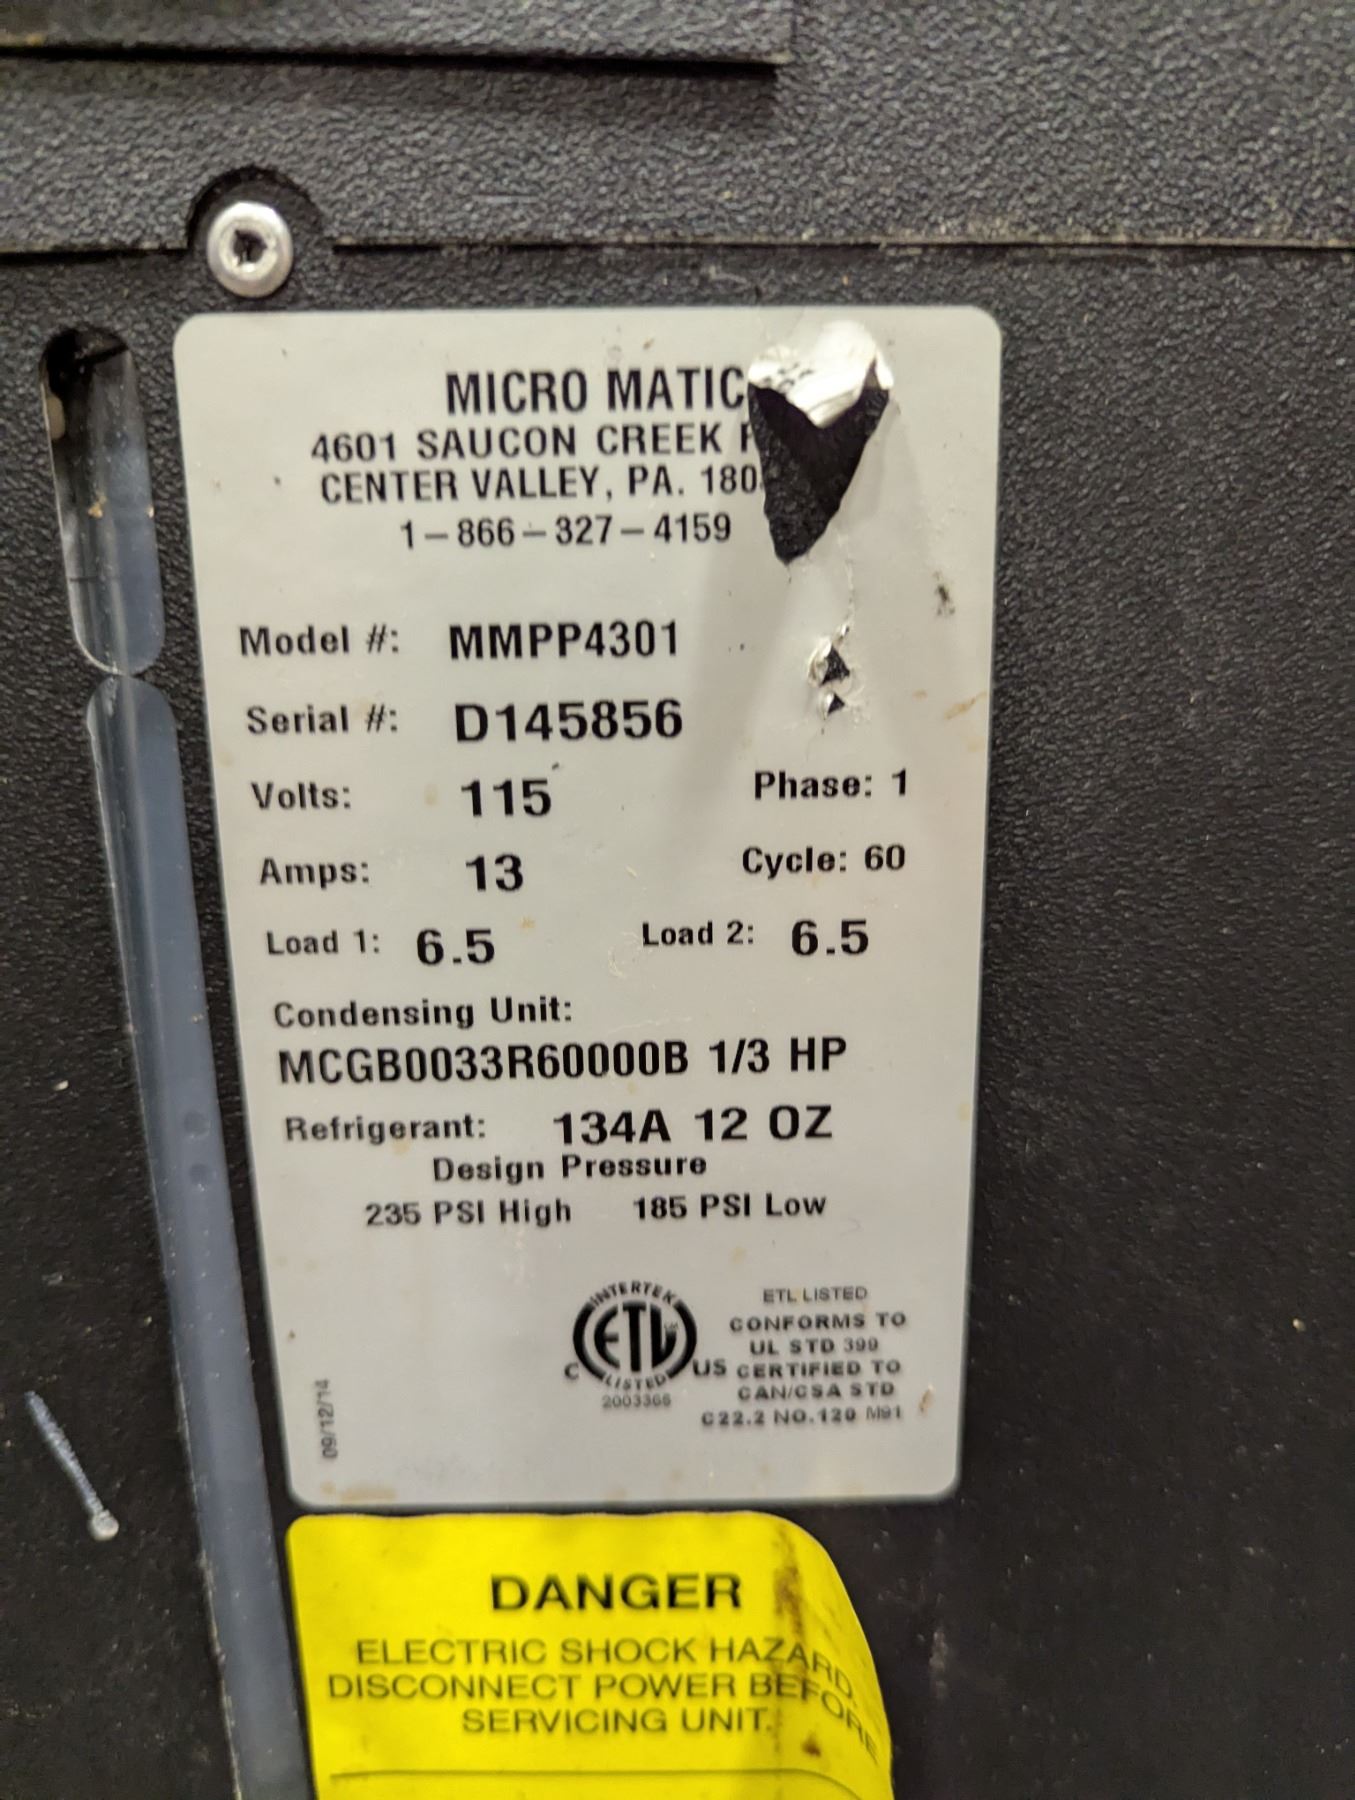 MICRO MATIC
4601 SAUCON CREEK
CENTER VALLEY, PA. 180
1-866-327-4159
Model #: MMPP4301
Serial #: D145856
Volts: 115 Phase: 1
Amps: 13 Cycle: 60
Load 1: 6.5 Load 2: 6.5
Condensing Unit:
MCGB0033R60000B 1/3 HP
Refrigerant: 134A 12 OZ
Design Pressure
235 PSI High 185 PSI Low
INTERTEK
ETL
LISTED
C US
2003366
ETL LISTED
CONFORMS TO
UL STD 399
CERTIFIED TO
CAN/CSA STD
C22.2 NO.120 M91
09/12/14
DANGER
ELECTRIC SHOCK HAZARD.
DISCONNECT POWER BEFORE
SERVICING UNIT.